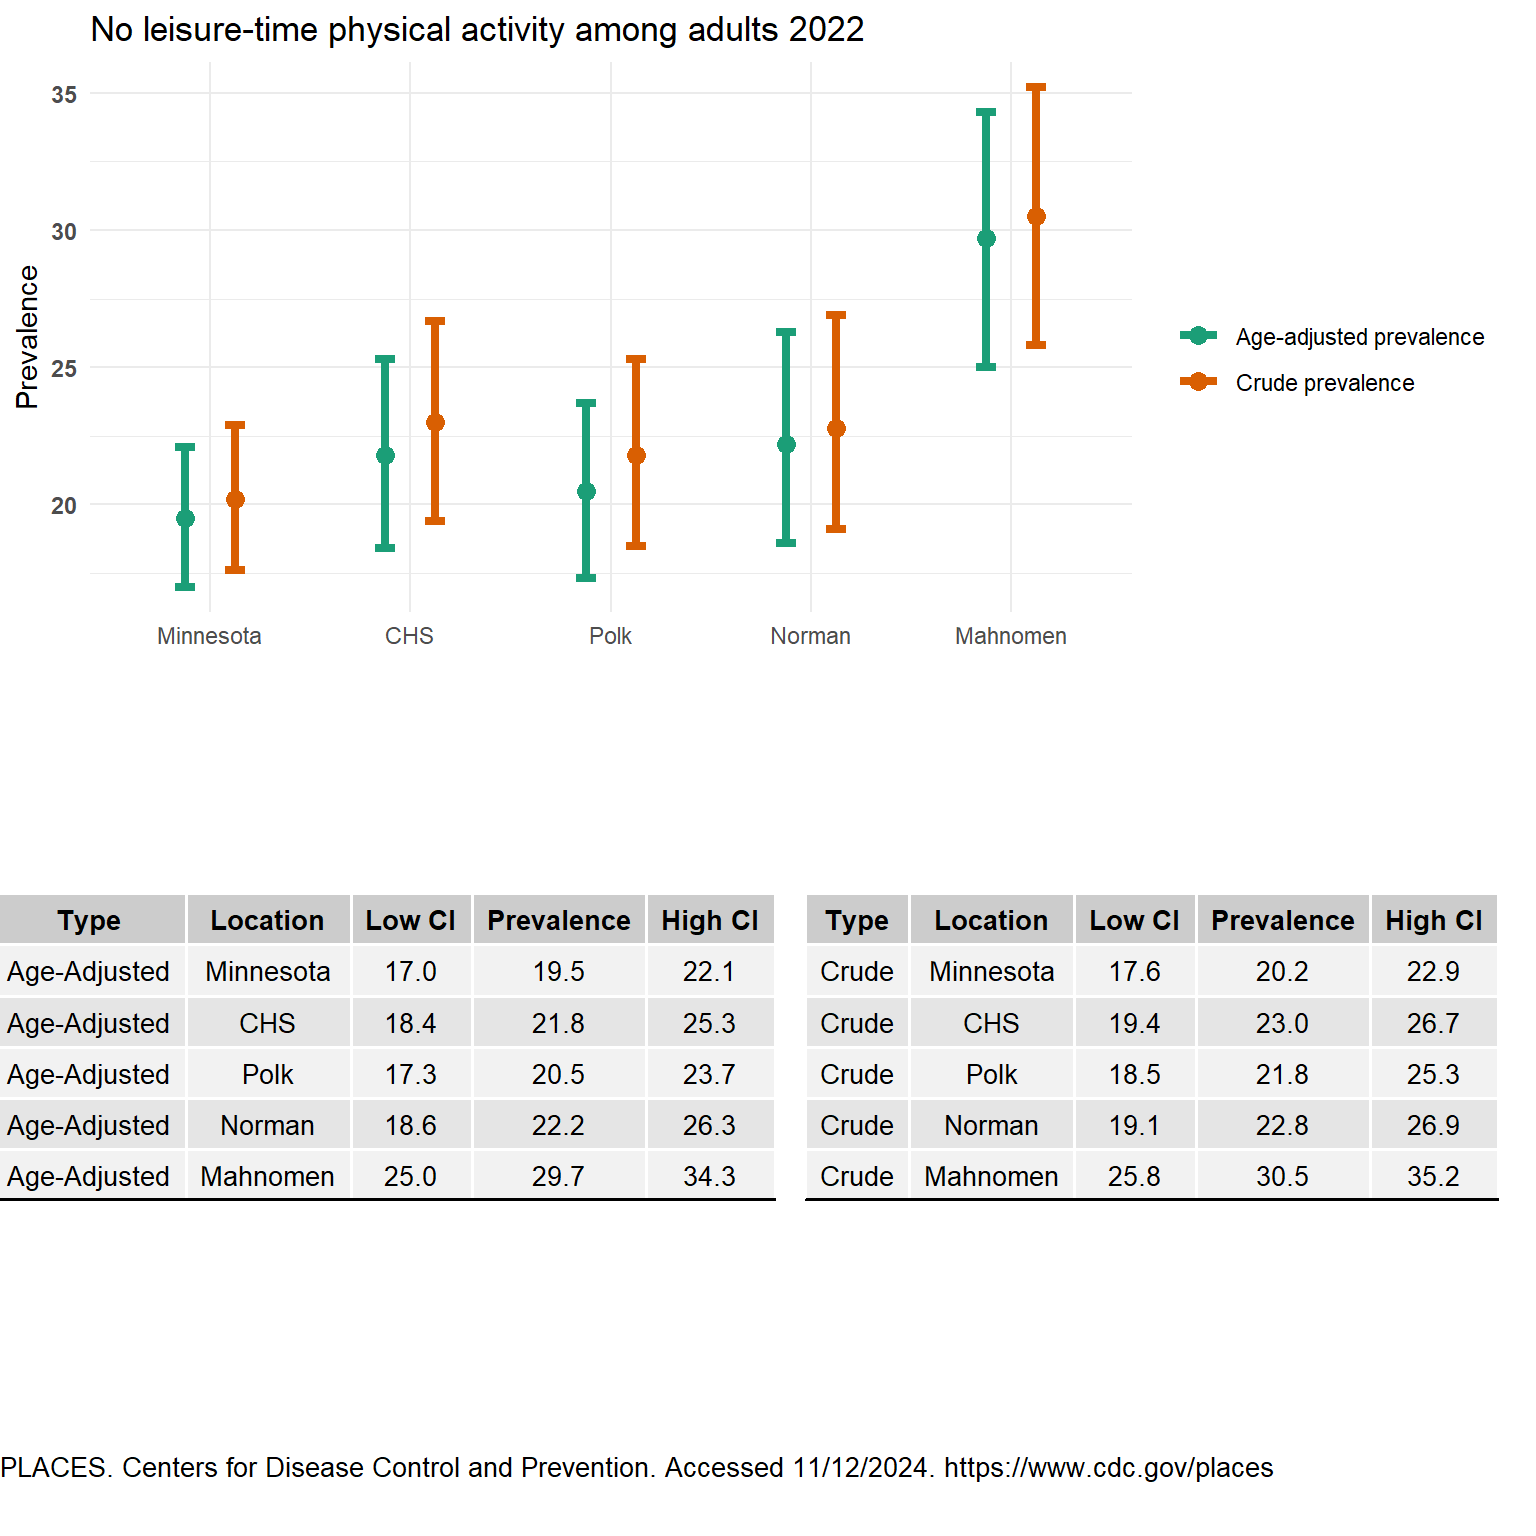 No leisure-time physical activity among adults 2022
Prevalence
35
30
25
20
Minnesota CHS Polk Norman Mahnomen
Age-adjusted prevalence
Crude prevalence
Type Location Low CI Prevalence High CI
Age-Adjusted Minnesota 17.0 19.5 22.1
Age-Adjusted CHS 18.4 21.8 25.3
Age-Adjusted Polk 17.3 20.5 23.7
Age-Adjusted Norman 18.6 22.2 26.3
Age-Adjusted Mahnomen 25.0 29.7 34.3
Type Location Low CI Prevalence High CI
Crude Minnesota 17.6 20.2 22.9
Crude CHS 19.4 23.0 26.7
Crude Polk 18.5 21.8 25.3
Crude Norman 19.1 22.8 26.9
Crude Mahnomen 25.8 30.5 35.2
PLACES. Centers for Disease Control and Prevention. Accessed 11/12/2024. https://www.cdc.gov/places